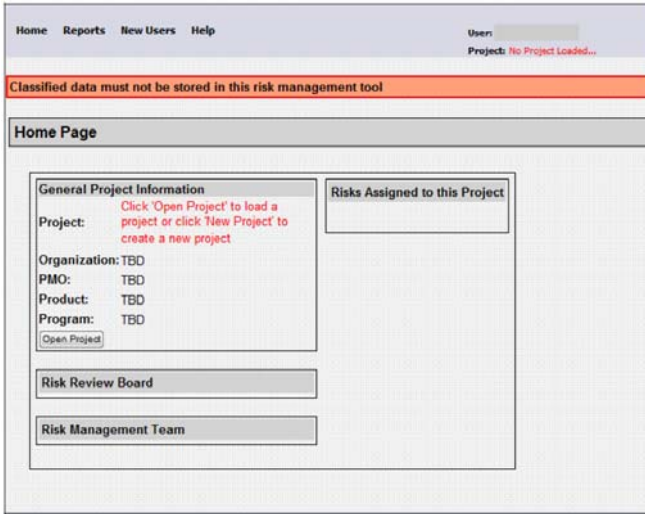 Home Reports New Users Help
User:
Project: No Project Loaded...
Classified data must not be stored in this risk management tool
Home Page
General Project Information
Project: Click 'Open Project' to load a
project or click 'New Project' to
create a new project
Organization: TBD
PMO: TBD
Product: TBD
Program: TBD
Open Project
Risks Assigned to this Project
Risk Review Board
Risk Management Team